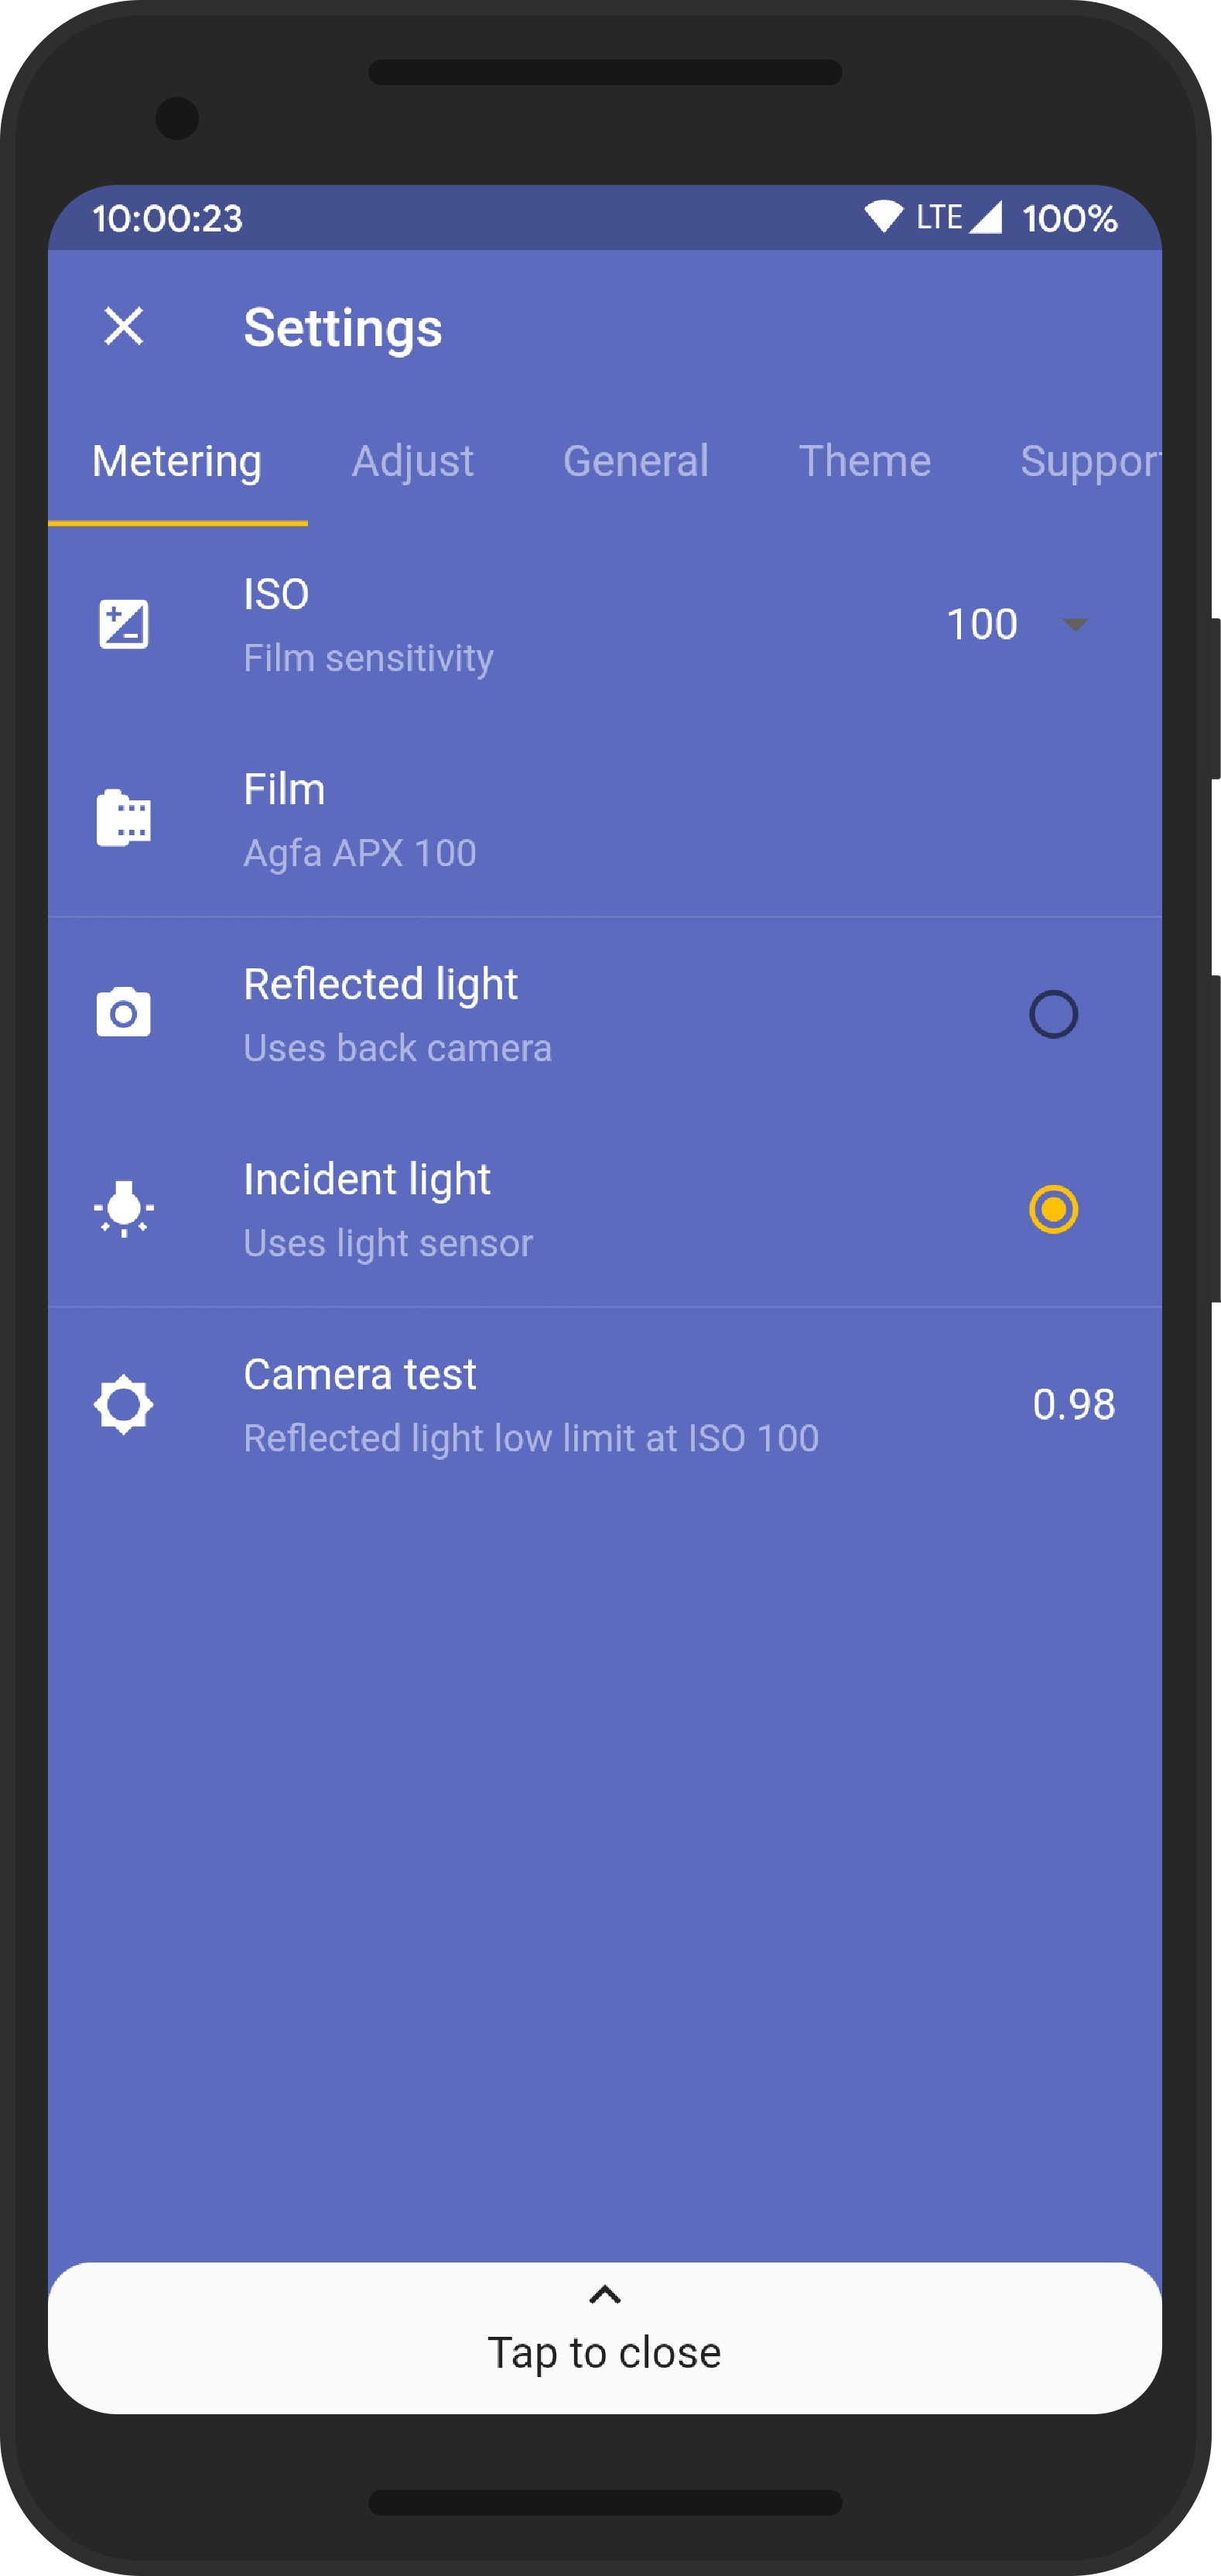 10:00:23 LTE 100%
Settings
Metering Adjust General Theme Suppor
ISO
Film sensitivity
100
Film
Agfa APX 100
Reflected light
Uses back camera
Incident light
Uses light sensor
Camera test
Reflected light low limit at ISO 100
0.98
Tap to close